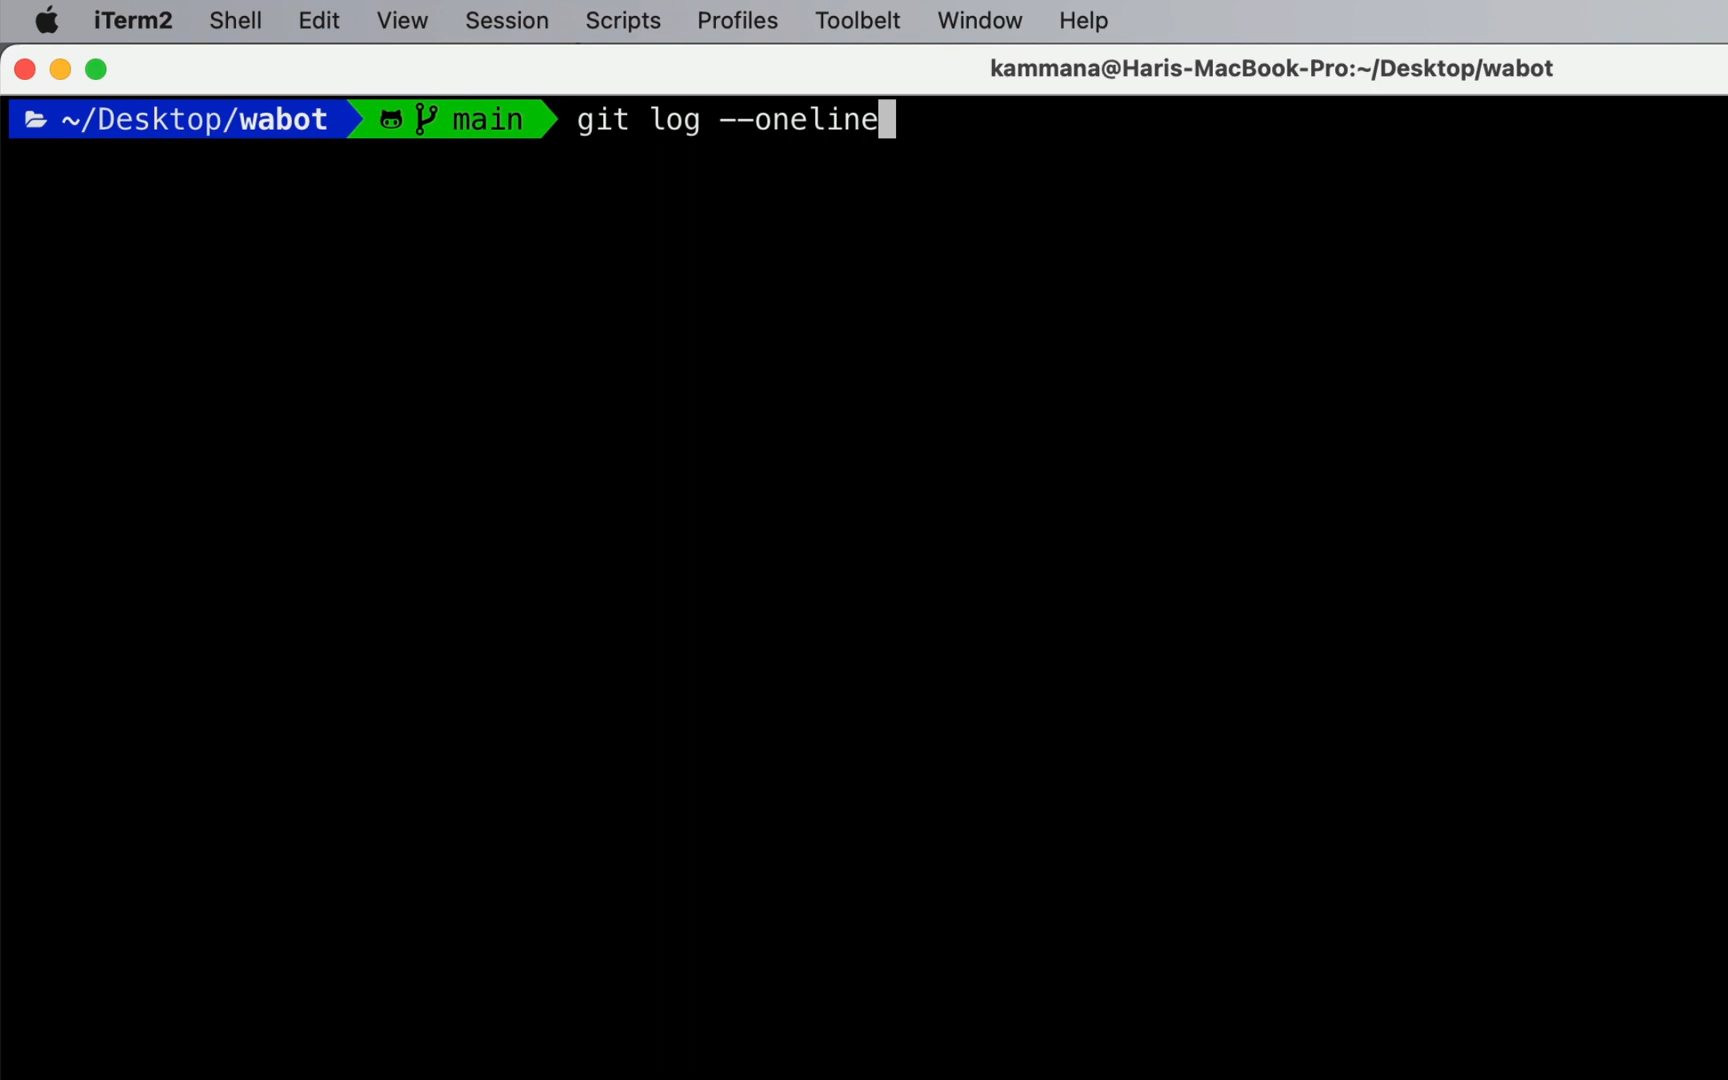 iTerm2 Shell Edit View Session Scripts Profiles Toolbelt Window Help
kammana@Haris-MacBook-Pro:~/Desktop/wabot
~/Desktop/wabot main git log --oneline